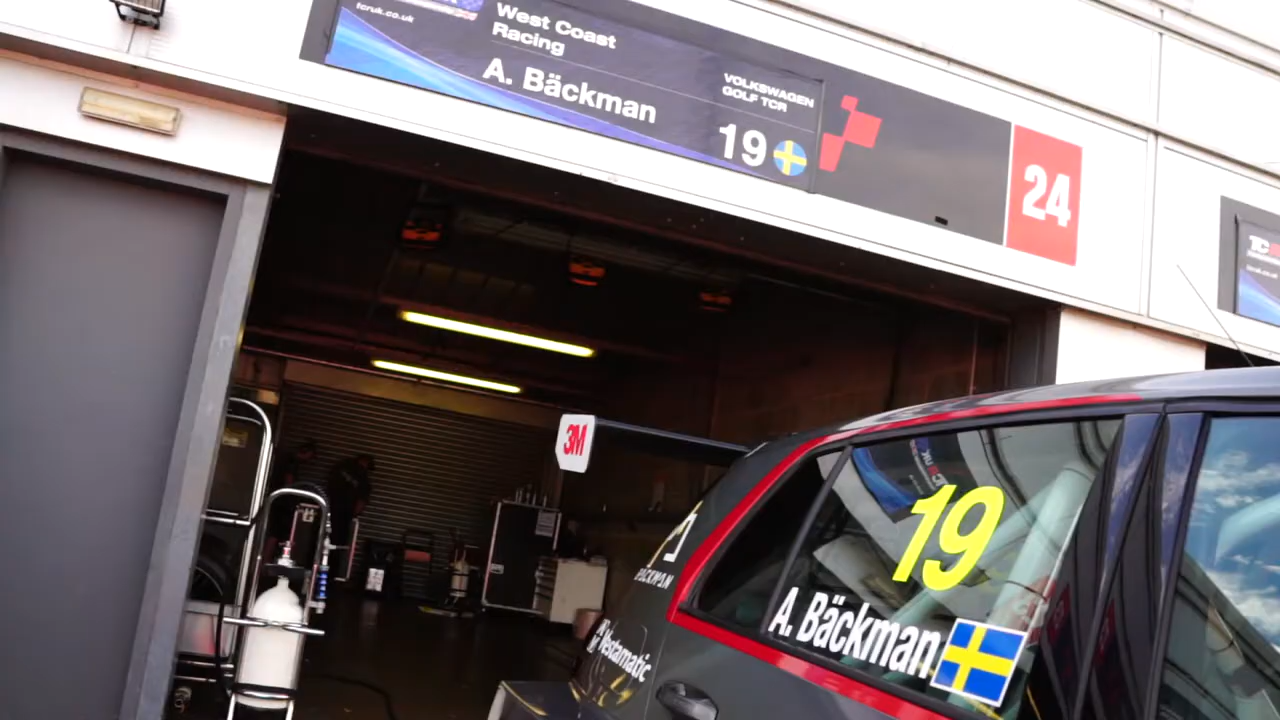 tcruk.co.uk
West Coast
Racing
A. Bäckman
VOLKSWAGEN
GOLF TCR
19
24
3M
BÄCKMAN
Vestamatic
19
A. Bäckman